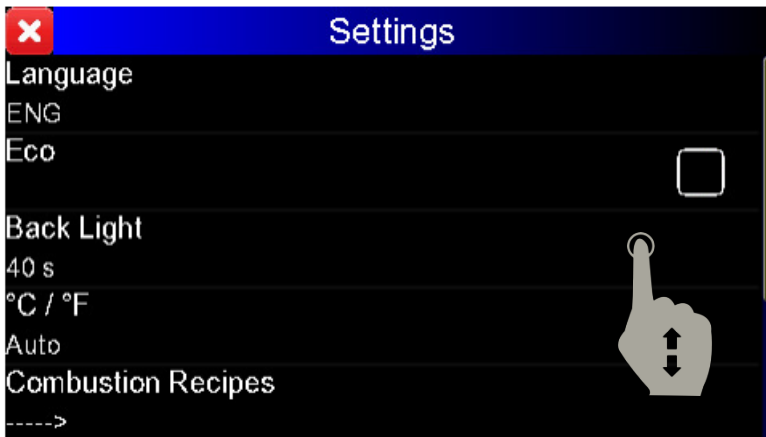 Settings
Language
ENG
Eco
Back Light
40 s
°C / °F
Auto
Combustion Recipes
----->